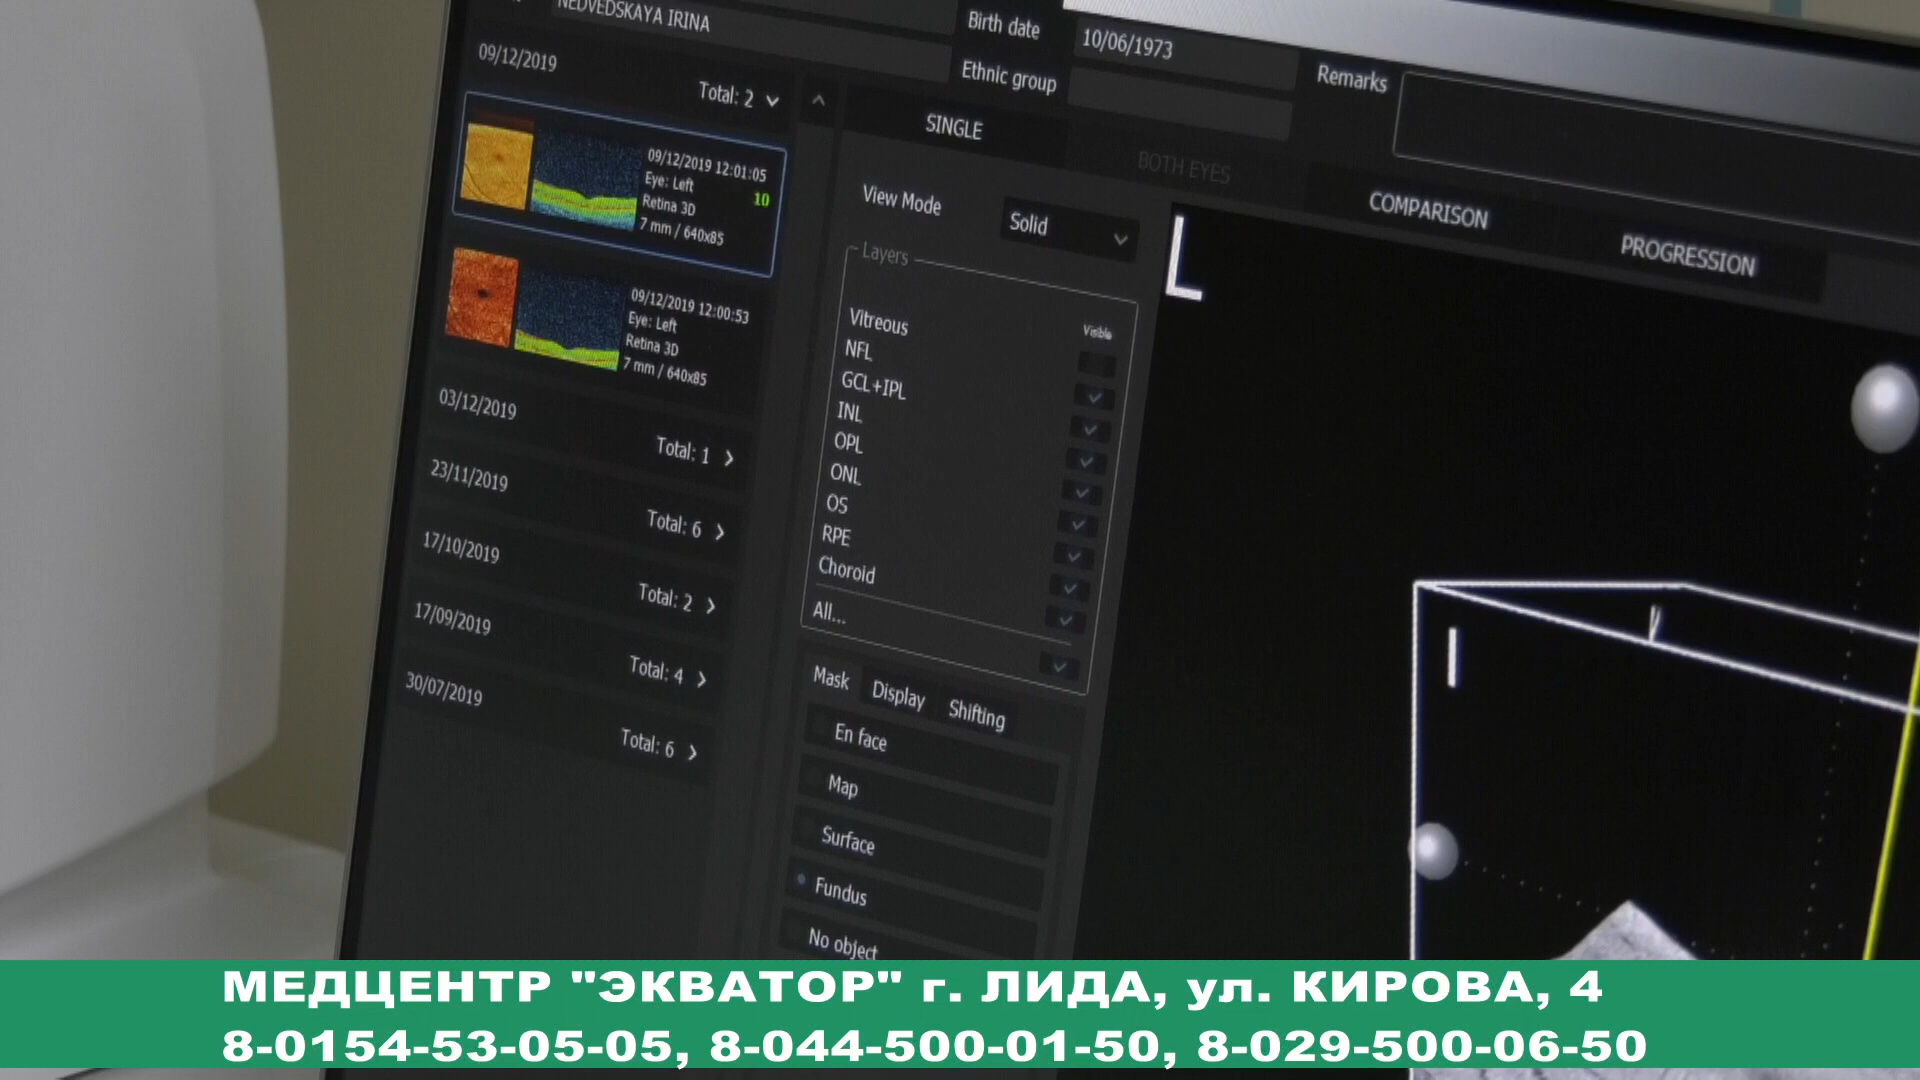 NEDVEDSKAYA IRINA
Birth date
10/06/1973
Ethnic group
Remarks
09/12/2019
Total: 2
09/12/2019 12:01:05
Eye: Left
10
Retina 3D
7 mm / 640x85
09/12/2019 12:00:53
Eye: Left
Retina 3D
7 mm / 640x85
03/12/2019
Total: 1
23/11/2019
Total: 6
17/10/2019
Total: 2
17/09/2019
Total: 4
30/07/2019
Total: 6
SINGLE
BOTH EYES
COMPARISON
PROGRESSION
View Mode
Solid
Layers
Visible
Vitreous
NFL
GCL+IPL
INL
OPL
ONL
OS
RPE
Choroid
All...
Mask
Display
Shifting
En face
Map
Surface
Fundus
No object
L
I
МЕДЦЕНТР "ЭКВАТОР" г. ЛИДА, ул. КИРОВА, 4
8-0154-53-05-05, 8-044-500-01-50, 8-029-500-06-50